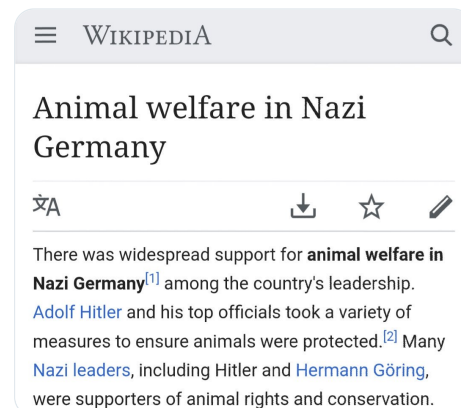 WIKIPEDIA
Animal welfare in Nazi
Germany
文A
There was widespread support for animal welfare in
Nazi Germany[1] among the country's leadership.
Adolf Hitler and his top officials took a variety of
measures to ensure animals were protected.[2] Many
Nazi leaders, including Hitler and Hermann Göring,
were supporters of animal rights and conservation.